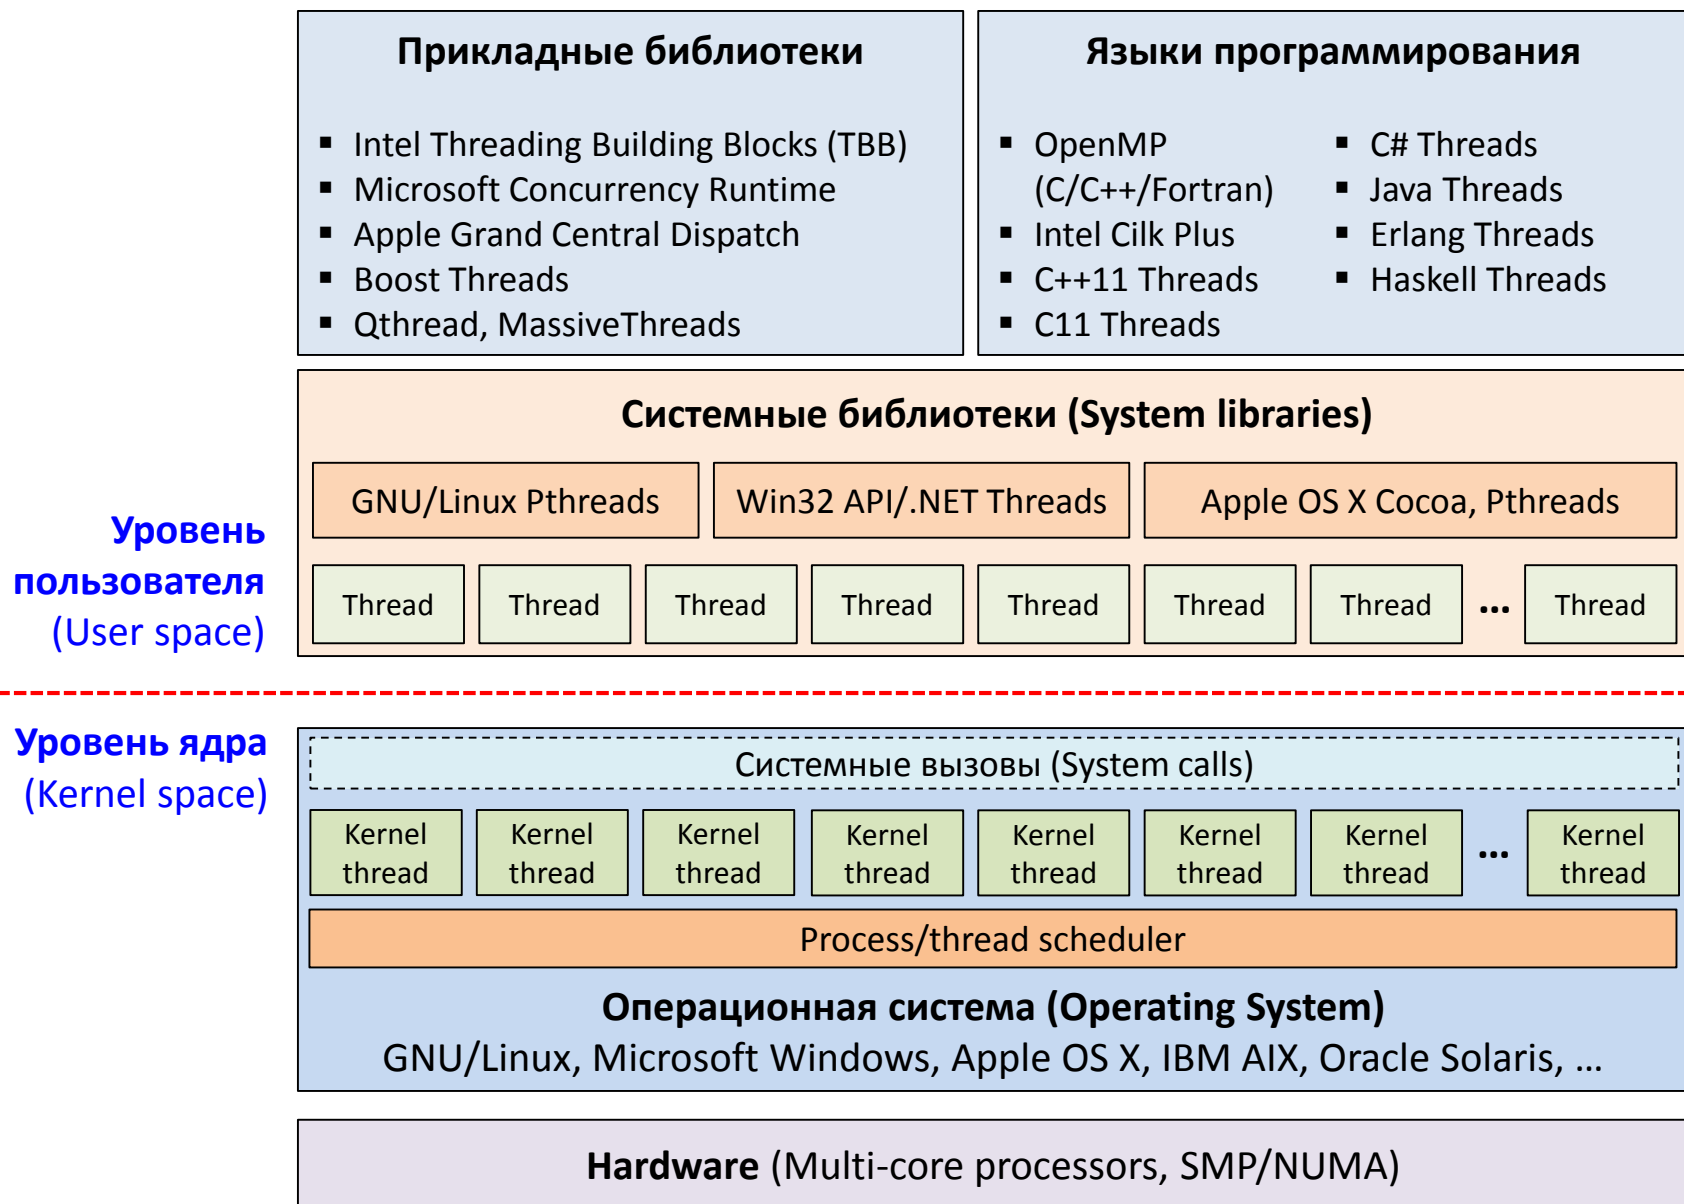 Прикладные библиотеки
▪ Intel Threading Building Blocks (TBB)
▪ Microsoft Concurrency Runtime
▪ Apple Grand Central Dispatch
▪ Boost Threads
▪ Qthread, MassiveThreads
Языки программирования
▪ OpenMP
(C/C++/Fortran)
▪ Intel Cilk Plus
▪ C++11 Threads
▪ C11 Threads
▪ C# Threads
▪ Java Threads
▪ Erlang Threads
▪ Haskell Threads
Уровень
пользователя
(User space)
Системные библиотеки (System libraries)
GNU/Linux Pthreads
Win32 API/.NET Threads
Apple OS X Cocoa, Pthreads
Thread Thread Thread Thread Thread Thread Thread ... Thread
Уровень ядра
(Kernel space)
Системные вызовы (System calls)
Kernel Kernel Kernel Kernel Kernel Kernel Kernel ... Kernel
thread thread thread thread thread thread thread thread
Process/thread scheduler
Операционная система (Operating System)
GNU/Linux, Microsoft Windows, Apple OS X, IBM AIX, Oracle Solaris, ...
Hardware (Multi-core processors, SMP/NUMA)